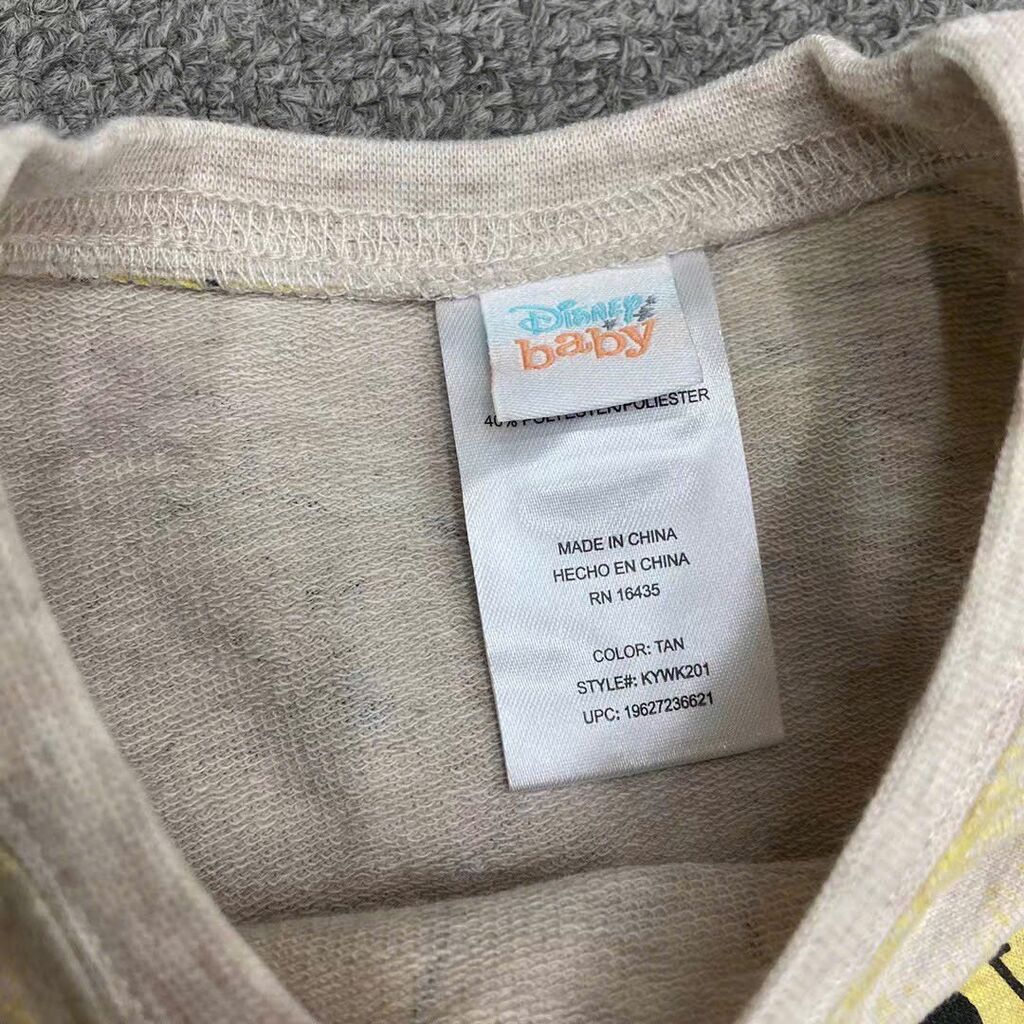 Disney
baby
40% POLYESTER/POLIESTER
MADE IN CHINA
HECHO EN CHINA
RN 16435
COLOR: TAN
STYLE#: KYWK201
UPC: 19627236621